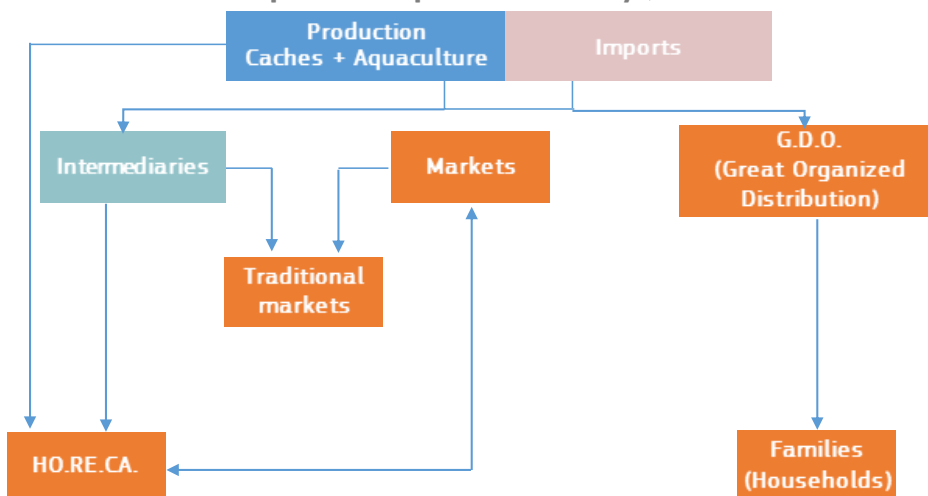 Production
Caches + Aquaculture
Imports
Intermediaries
Markets
G.D.O.
(Great Organized
Distribution)
Traditional
markets
HO.RE.CA.
Families
(Households)